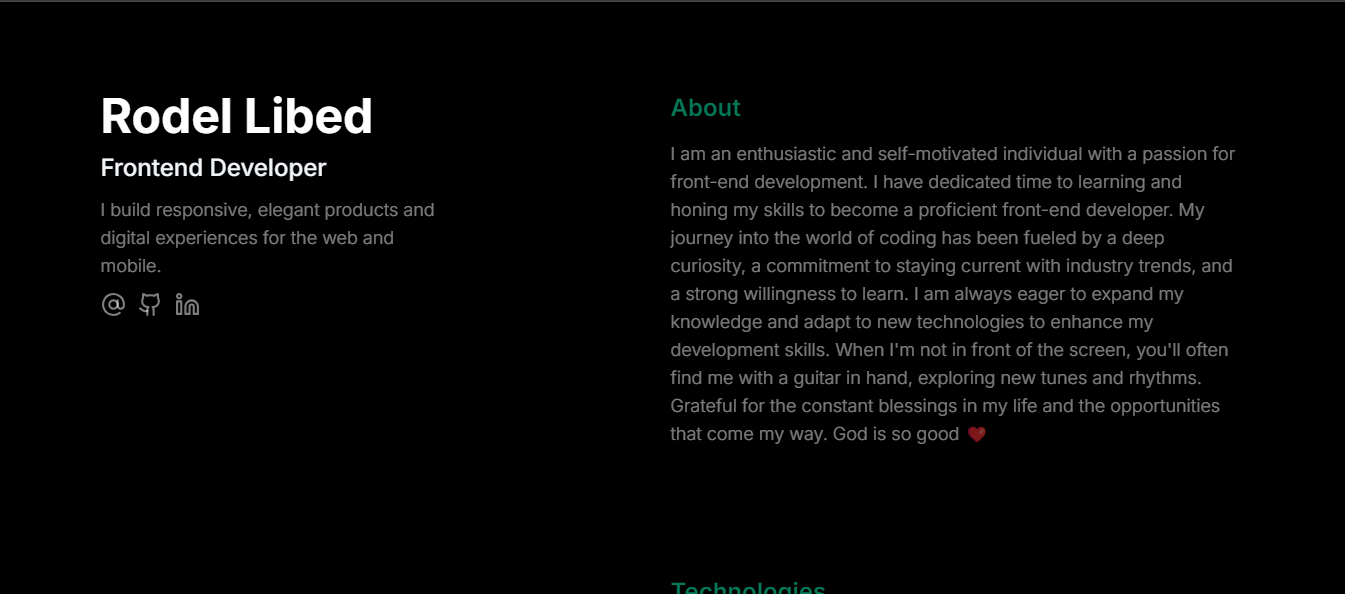 Rodel Libed
Frontend Developer
I build responsive, elegant products and
digital experiences for the web and
mobile.
About
I am an enthusiastic and self-motivated individual with a passion for
front-end development. I have dedicated time to learning and
honing my skills to become a proficient front-end developer. My
journey into the world of coding has been fueled by a deep
curiosity, a commitment to staying current with industry trends, and
a strong willingness to learn. I am always eager to expand my
knowledge and adapt to new technologies to enhance my
development skills. When I'm not in front of the screen, you'll often
find me with a guitar in hand, exploring new tunes and rhythms.
Grateful for the constant blessings in my life and the opportunities
that come my way. God is so good ❤️
Technologies